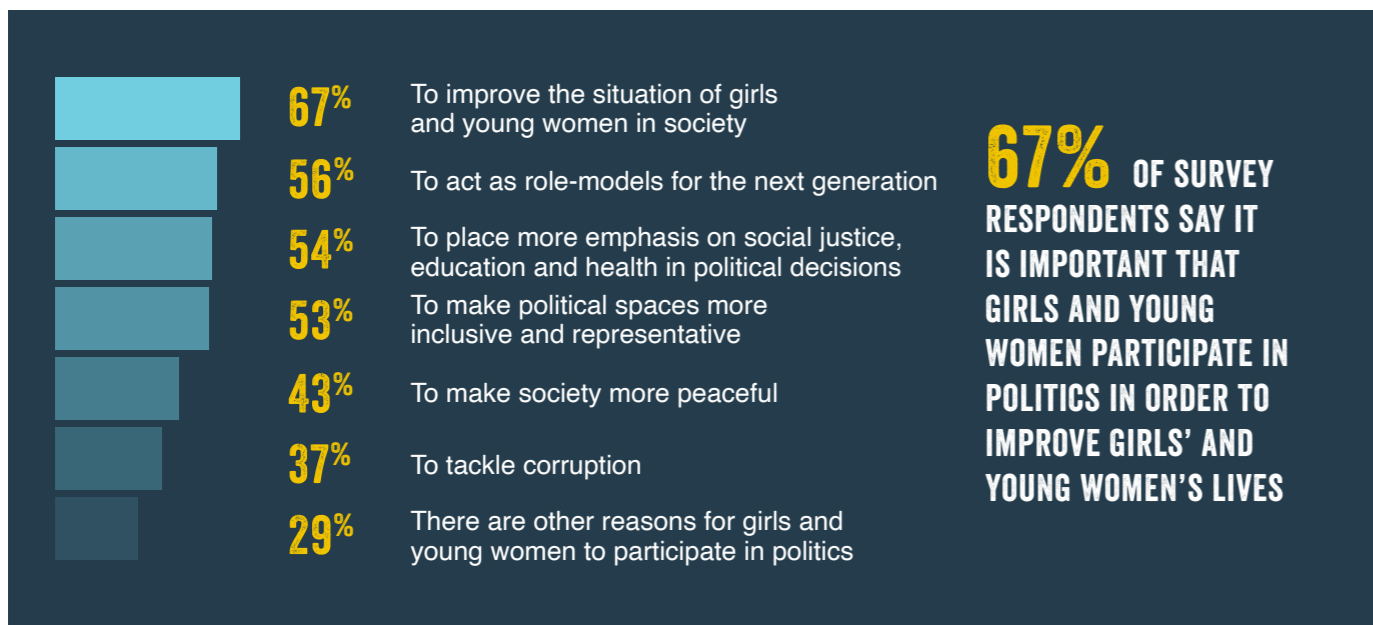 67% To improve the situation of girls
and young women in society
56% To act as role-models for the next generation
54% To place more emphasis on social justice,
education and health in political decisions
53% To make political spaces more
inclusive and representative
43% To make society more peaceful
37% To tackle corruption
29% There are other reasons for girls and
young women to participate in politics
67% OF SURVEY
RESPONDENTS SAY IT
IS IMPORTANT THAT
GIRLS AND YOUNG
WOMEN PARTICIPATE IN
POLITICS IN ORDER TO
IMPROVE GIRLS’ AND
YOUNG WOMEN’S LIVES